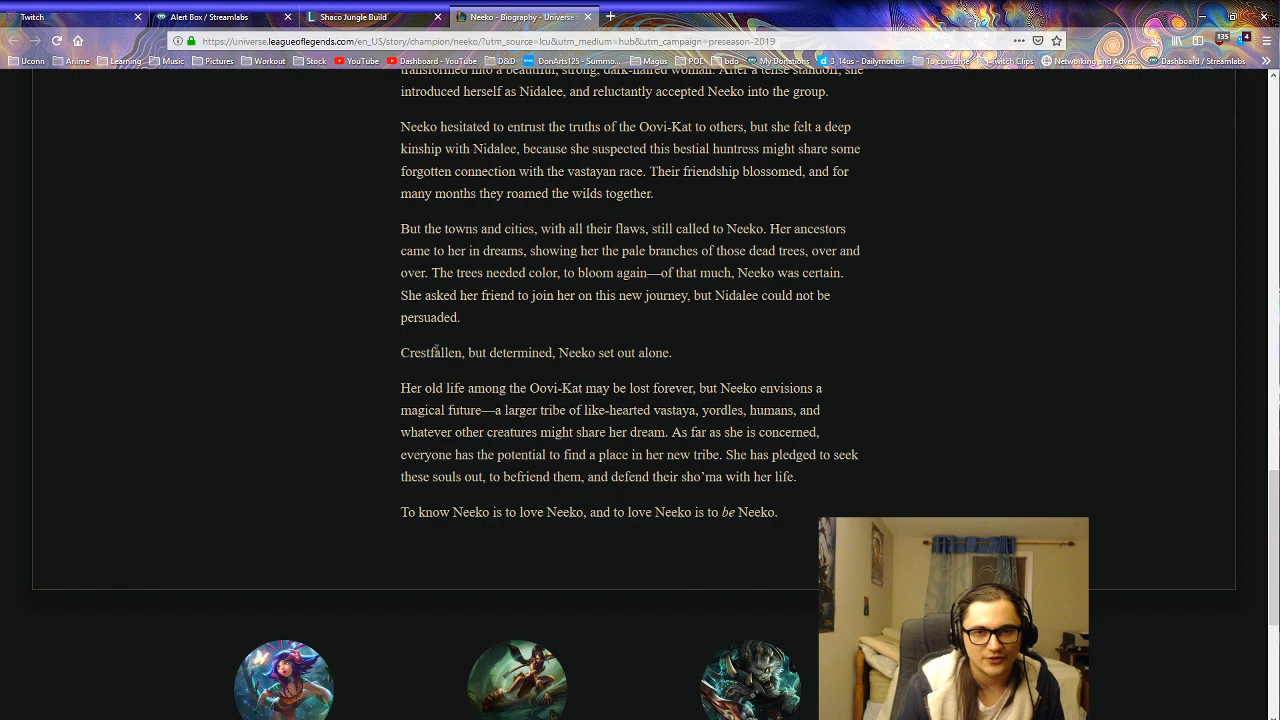 Twitch
Alert Box / Streamlabs
Shaco Jungle Build
Neeko - Biography - Universe
https://universe.leagueoflegends.com/en_US/story/champion/neeko/?utm_source=lcu&utm_medium=hub&utm_campaign=preseason-2019
135
4
Uconn Anime Learning Music Pictures Workout Stock YouTube Dashboard - YouTube D&D DonArts125 - Summo... Magus POL bdo My Donations 3_14us - Dailymotion To consume Twitch Clips Networking and Adver... Dashboard / Streamlabs
transformed into a beautiful, strong, dark-haired woman. After a tense standoff, she
introduced herself as Nidalee, and reluctantly accepted Neeko into the group.
Neeko hesitated to entrust the truths of the Oovi-Kat to others, but she felt a deep
kinship with Nidalee, because she suspected this bestial huntress might share some
forgotten connection with the vastayan race. Their friendship blossomed, and for
many months they roamed the wilds together.
But the towns and cities, with all their flaws, still called to Neeko. Her ancestors
came to her in dreams, showing her the pale branches of those dead trees, over and
over. The trees needed color, to bloom again—of that much, Neeko was certain.
She asked her friend to join her on this new journey, but Nidalee could not be
persuaded.
Crestfallen, but determined, Neeko set out alone.
Her old life among the Oovi-Kat may be lost forever, but Neeko envisions a
magical future—a larger tribe of like-hearted vastaya, yordles, humans, and
whatever other creatures might share her dream. As far as she is concerned,
everyone has the potential to find a place in her new tribe. She has pledged to seek
these souls out, to befriend them, and defend their sho’ma with her life.
To know Neeko is to love Neeko, and to love Neeko is to be Neeko.